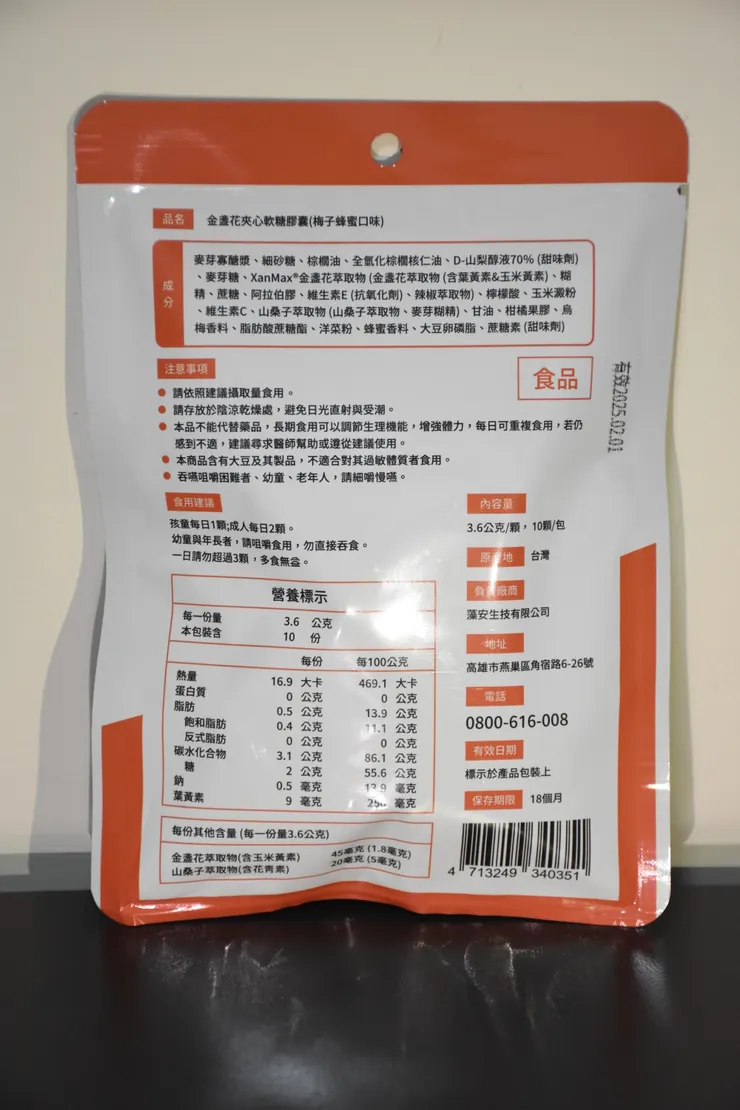 品名 金盞花夾心軟糖膠囊(梅子蜂蜜口味)
成分
麥芽寡醣漿、細砂糖、棕櫚油、全氫化棕櫚核仁油、D-山梨醇液70% (甜味劑)
、麥芽糖、XanMax®金盞花萃取物 (金盞花萃取物 (含葉黃素&玉米黃素)、糊
精、蔗糖、阿拉伯膠、維生素E (抗氧化劑)、辣椒萃取物)、檸檬酸、玉米澱粉
、維生素C、山桑子萃取物 (山桑子萃取物、麥芽糊精)、甘油、柑橘果膠、烏
梅香料、脂肪酸蔗糖酯、洋菜粉、蜂蜜香料、大豆卵磷脂、蔗糖素 (甜味劑)
注意事項
食品
有效2025.02.01
● 請依照建議攝取量食用。
● 請存放於陰涼乾燥處，避免日光直射與受潮。
● 本品不能代替藥品，長期食用可以調節生理機能，增強體力，每日可重複食用，若仍
感到不適，建議尋求醫師幫助或遵從建議使用。
● 本商品含有大豆及其製品，不適合對其過敏體質者食用。
● 吞嚥咀嚼困難者、幼童、老年人，請細嚼慢嚥。
食用建議
孩童每日1顆;成人每日2顆。
幼童與年長者，請咀嚼食用，勿直接吞食。
一日請勿超過3顆，多食無益。
營養標示
每一份量 3.6 公克
本包裝含 10 份
每份 每100公克
熱量 16.9 大卡 469.1 大卡
蛋白質 0 公克 0 公克
脂肪 0.5 公克 13.9 公克
飽和脂肪 0.4 公克 11.1 公克
反式脂肪 0 公克 0 公克
碳水化合物 3.1 公克 86.1 公克
糖 2 公克 55.6 公克
鈉 0.5 毫克 13.9 毫克
葉黃素 9 毫克 毫克
每份其他含量 (每一份量3.6公克)
金盞花萃取物(含玉米黃素) 45毫克 (1.8毫克)
山桑子萃取物(含花青素) 20毫克 (5毫克)
內容量
3.6公克/顆，10顆/包
原產地 台灣
負責廠商
藻安生技有限公司
地址
高雄市燕巢區角宿路6-26號
電話
0800-616-008
有效日期
標示於產品包裝上
保存期限 18個月
4 713249 340351